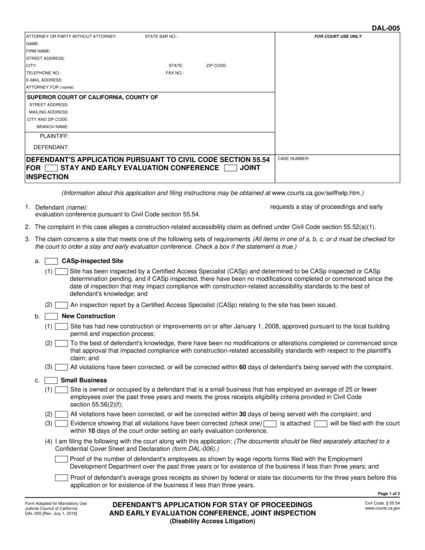 DAL-005
ATTORNEY OR PARTY WITHOUT ATTORNEY: STATE BAR NO.:
FOR COURT USE ONLY
NAME:
FIRM NAME:
STREET ADDRESS:
CITY: STATE: ZIP CODE:
TELEPHONE NO.: FAX NO.:
E-MAIL ADDRESS:
ATTORNEY FOR (name):
SUPERIOR COURT OF CALIFORNIA, COUNTY OF
STREET ADDRESS:
MAILING ADDRESS:
CITY AND ZIP CODE:
BRANCH NAME:
PLAINTIFF:
DEFENDANT:
DEFENDANT'S APPLICATION PURSUANT TO CIVIL CODE SECTION 55.54
FOR STAY AND EARLY EVALUATION CONFERENCE JOINT
INSPECTION
CASE NUMBER:
(Information about this application and filing instructions may be obtained at www.courts.ca.gov/selfhelp.htm.)
1. Defendant (name): requests a stay of proceedings and early
evaluation conference pursuant to Civil Code section 55.54.
2. The complaint in this case alleges a construction-related accessibility claim as defined under Civil Code section 55.52(a)(1).
3. The claim concerns a site that meets one of the following sets of requirements (All items in one of a, b, c, or d must be checked for
the court to order a stay and early evaluation conference. Check a box if the statement is true.)
a. CASp-Inspected Site
(1) Site has been inspected by a Certified Access Specialist (CASp) and determined to be CASp inspected or CASp
determination pending, and if CASp inspected, there have been no modifications completed or commenced since the
date of inspection that may impact compliance with construction-related accessibility standards to the best of
defendant's knowledge; and
(2) An inspection report by a Certified Access Specialist (CASp) relating to the site has been issued.
b. New Construction
(1) Site has had new construction or improvements on or after January 1, 2008, approved pursuant to the local building
permit and inspection process;
(2) To the best of defendant's knowledge, there have been no modifications or alterations completed or commenced since
that approval that impacted compliance with construction-related accessibility standards with respect to the plaintiff's
claim; and
(3) All violations have been corrected, or will be corrected within 60 days of defendant's being served with the complaint.
c. Small Business
(1) Site is owned or occupied by a defendant that is a small business that has employed an average of 25 or fewer
employees over the past three years and meets the gross receipts eligibility criteria provided in Civil Code
section 55.56(2)(f);
(2) All violations have been corrected, or will be corrected within 30 days of being served with the complaint; and
(3) Evidence showing that all violations have been corrected (check one) is attached will be filed with the court
within 10 days of the court order setting an early evaluation conference.
(4) I am filing the following with the court along with this application: (The documents should be filed separately attached to a
Confidential Cover Sheet and Declaration (form DAL-006).)
Proof of the number of defendant's employees as shown by wage reports forms filed with the Employment
Development Department over the past three years or for existence of the business if less than three years; and
Proof of defendant's average gross receipts as shown by federal or state tax documents for the three years before this
application or for existence of the business if less than three years.
Page 1 of 2
Form Adopted for Mandatory Use
Judicial Council of California
DAL-005 [Rev. July 1, 2016]
DEFENDANT'S APPLICATION FOR STAY OF PROCEEDINGS
AND EARLY EVALUATION CONFERENCE, JOINT INSPECTION
(Disability Access Litigation)
Civil Code, § 55.54
www.courts.ca.gov